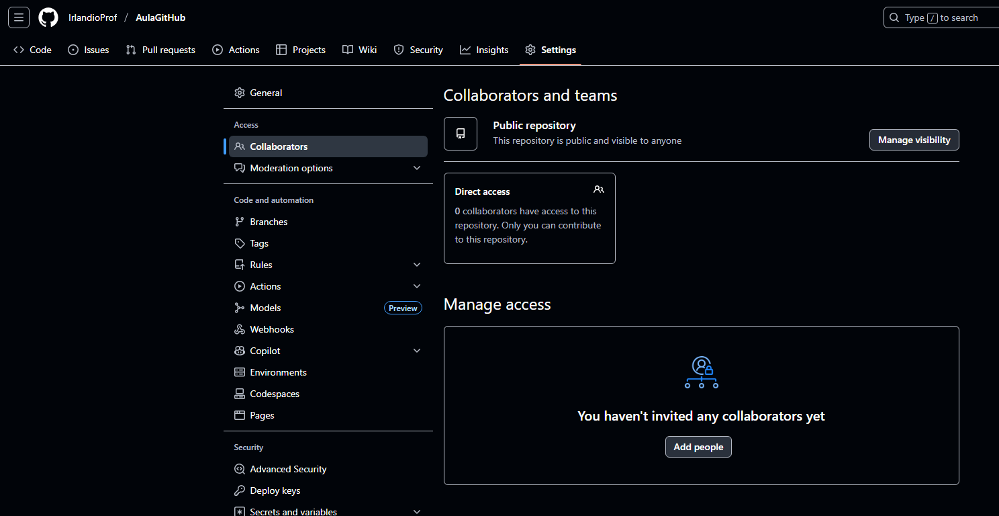 IrlandioProf / AulaGitHub
Type / to search
Code Issues Pull requests Actions Projects Wiki Security Insights Settings
General
Access
Collaborators
Moderation options
Code and automation
Branches
Tags
Rules
Actions
Models Preview
Webhooks
Copilot
Environments
Codespaces
Pages
Security
Advanced Security
Deploy keys
Secrets and variables
Collaborators and teams
Public repository
This repository is public and visible to anyone
Manage visibility
Direct access
0 collaborators have access to this
repository. Only you can contribute
to this repository.
Manage access
You haven't invited any collaborators yet
Add people